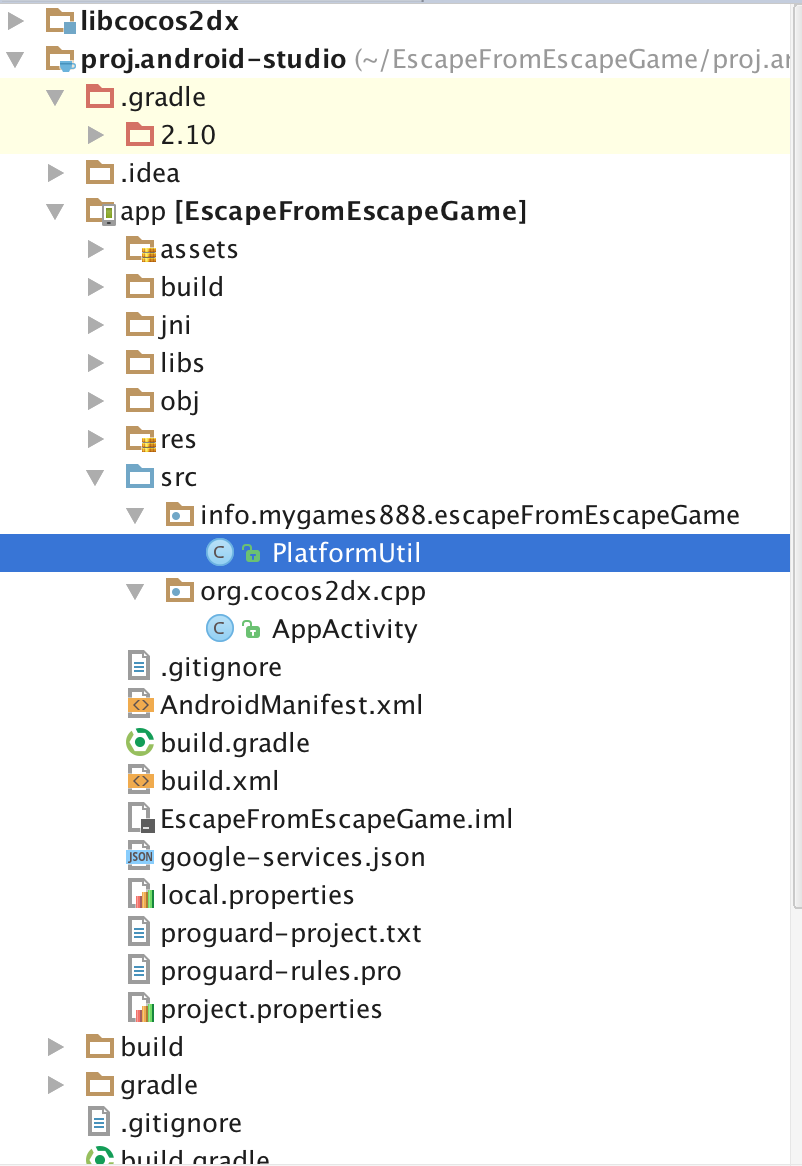 libcocos2dx
proj.android-studio (~/EscapeFromEscapeGame/proj.a
.gradle
2.10
.idea
app [EscapeFromEscapeGame]
assets
build
jni
libs
obj
res
src
info.mygames888.escapeFromEscapeGame
C PlatformUtil
org.cocos2dx.cpp
C AppActivity
.gitignore
<> AndroidManifest.xml
build.gradle
<> build.xml
EscapeFromEscapeGame.iml
JSON google-services.json
local.properties
proguard-project.txt
proguard-rules.pro
project.properties
build
gradle
.gitignore
build.gradle